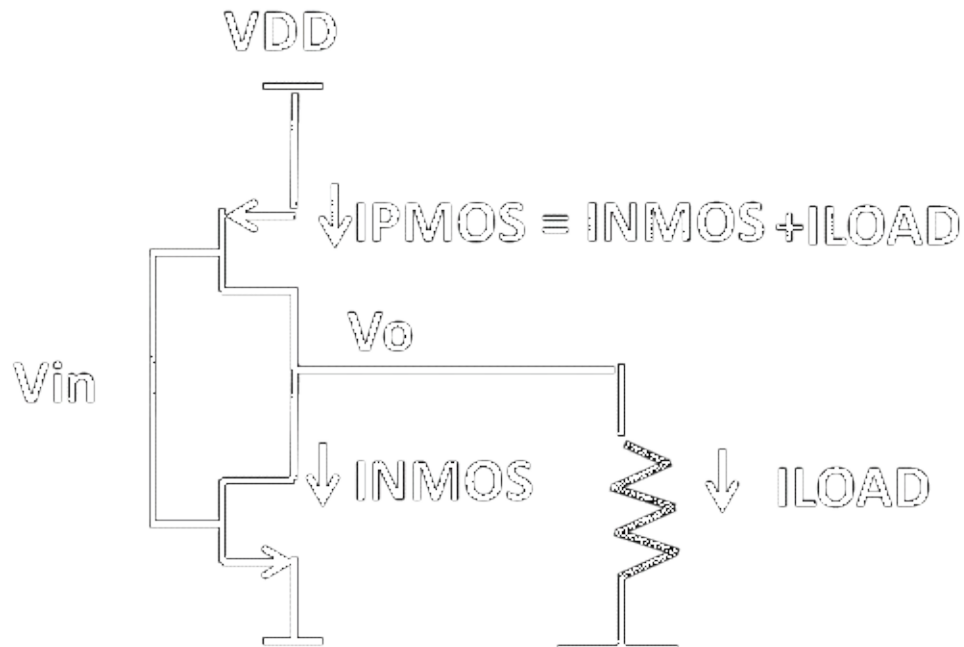 VDD
IPMOS = INMOS +ILOAD
Vo
Vin
INMOS
ILOAD